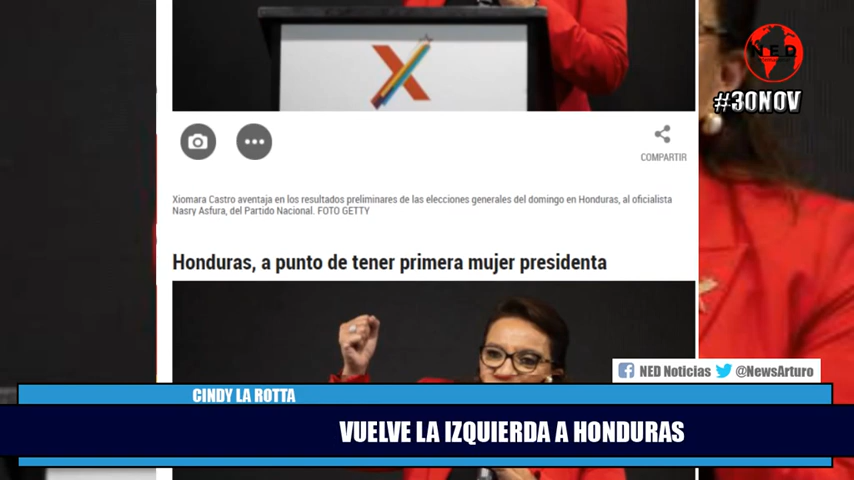 NED
#30NOV
COMPARTIR
Xiomara Castro aventaja en los resultados preliminares de las elecciones generales del domingo en Honduras, al oficialista
Nasry Asfura, del Partido Nacional. FOTO GETTY
Honduras, a punto de tener primera mujer presidenta
NED Noticias @NewsArturo
CINDY LA ROTTA
VUELVE LA IZQUIERDA A HONDURAS